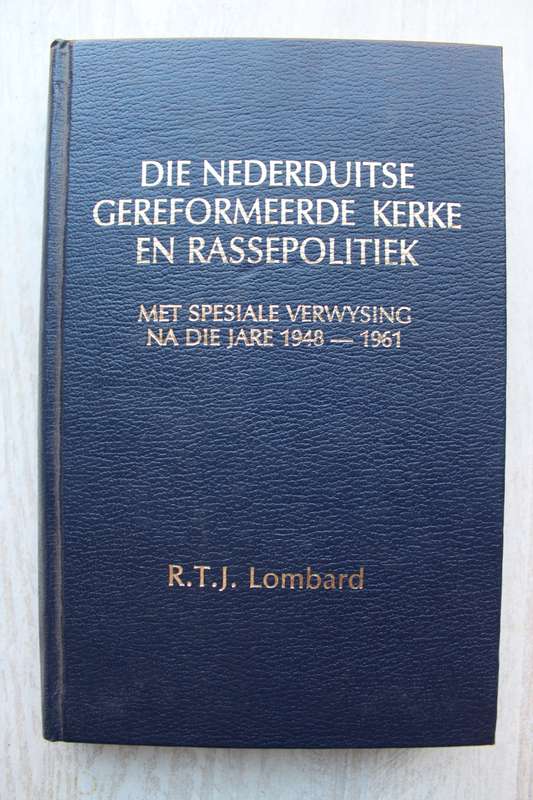 DIE NEDERDUITSE
GEREFORMEERDE KERKE
EN RASSEPOLITIEK
MET SPESIALE VERWYSING
NA DIE JARE 1948 — 1961
R.T.J. Lombard